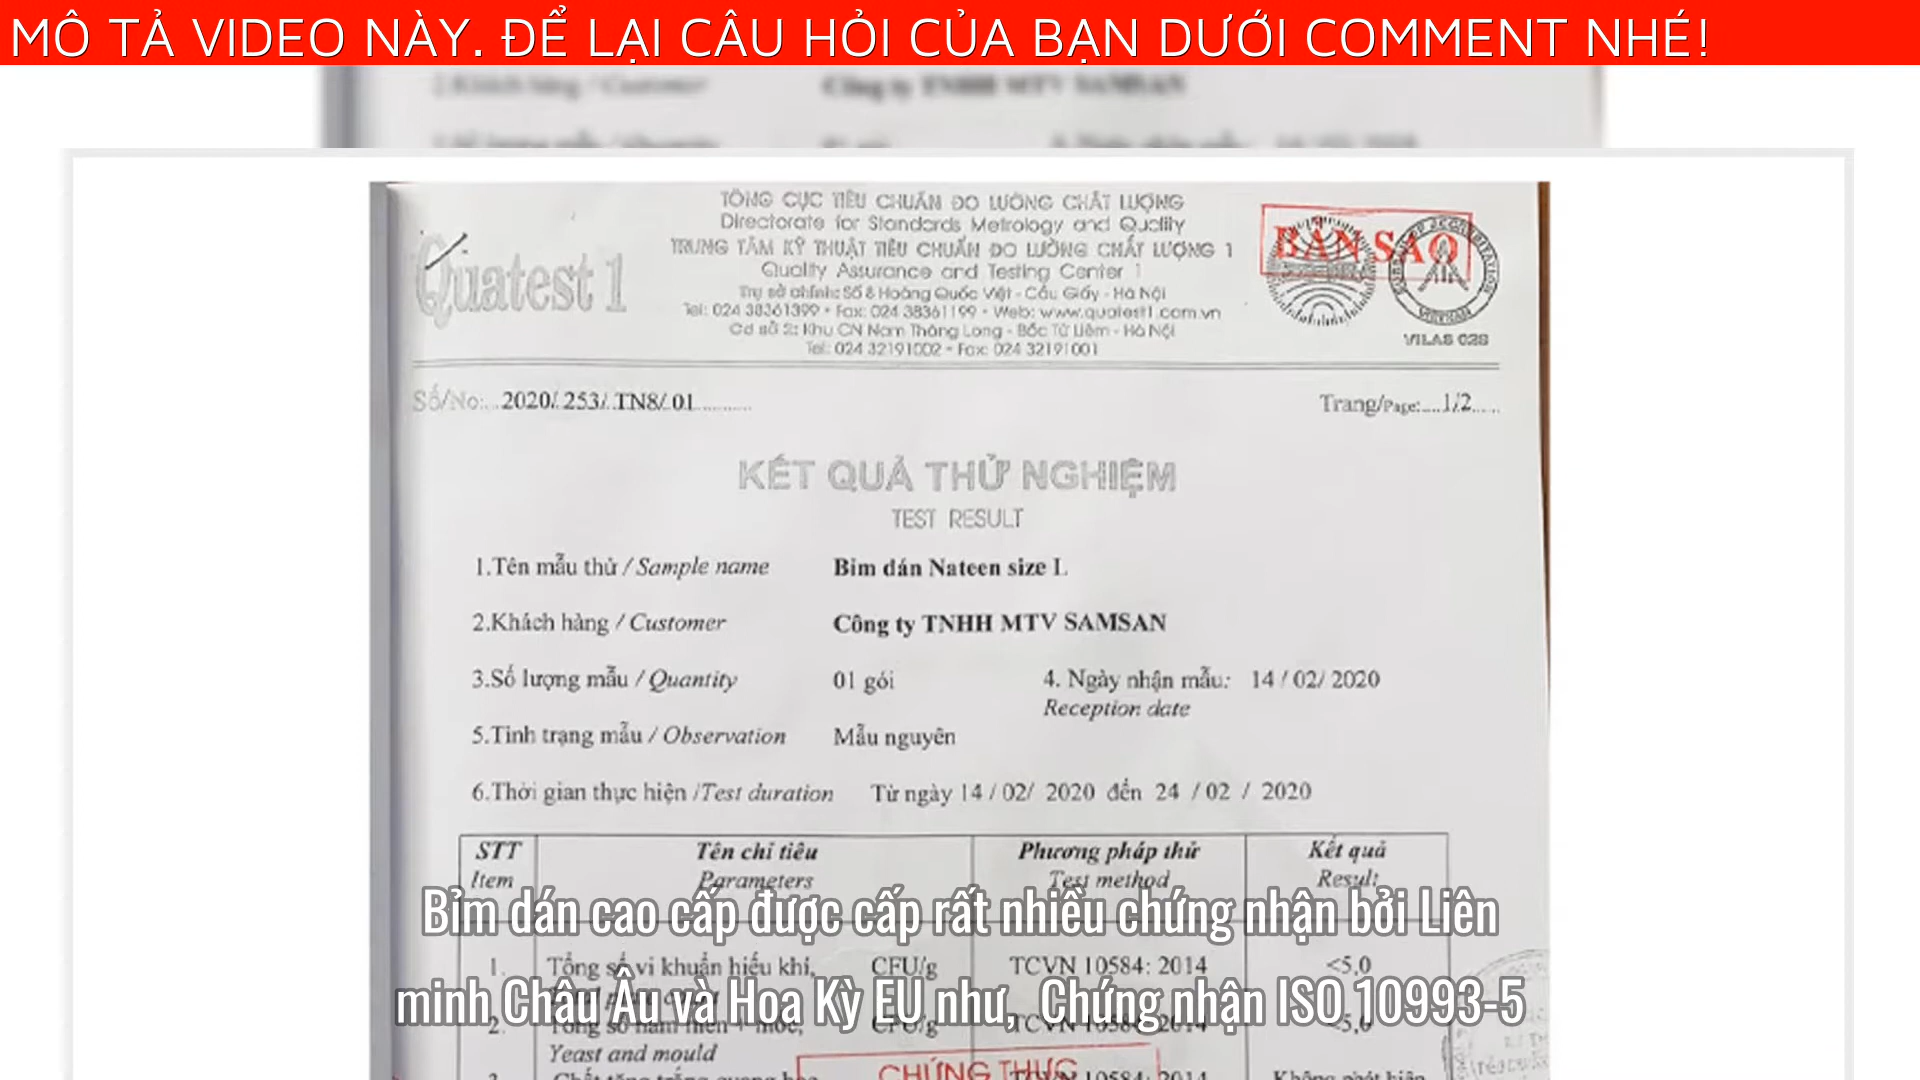 MÔ TẢ VIDEO NÀY. ĐỂ LẠI CÂU HỎI CỦA BẠN DƯỚI COMMENT NHÉ!
2.Khách hàng / Customer Công ty TNHH MTV SAMSAN
TỔNG CỤC TIÊU CHUẨN ĐO LƯỜNG CHẤT LƯỢNG
Directorate for Standards Metrology and Quality
TRUNG TÂM KỸ THUẬT TIÊU CHUẨN ĐO LƯỜNG CHẤT LƯỢNG 1
Quality Assurance and Testing Center 1
Trụ sở chính: Số 8 Hoàng Quốc Việt - Cầu Giấy - Hà Nội
Tel: 024 38361399 • Fax: 024 38361199 • Web: www.quatest1.com.vn
Cơ sở 2: Khu CN Nam Thăng Long - Bắc Từ Liêm - Hà Nội
Tel: 024 32191002 - Fax: 024 32191001
Quatest 1
BẢN SAO
VIETNAM
VILAS 028
Số/No:...2020/.253/.TN8/.01
Trang/Page:....1/2.....
KẾT QUẢ THỬ NGHIỆM
TEST RESULT
1.Tên mẫu thử / Sample name Bỉm dán Nateen size L
2.Khách hàng / Customer Công ty TNHH MTV SAMSAN
3.Số lượng mẫu / Quantity 01 gói 4. Ngày nhận mẫu: 14 / 02/ 2020
Reception date
5.Tình trạng mẫu / Observation Mẫu nguyên
6.Thời gian thực hiện /Test duration Từ ngày 14 / 02/ 2020 đến 24 / 02 / 2020
STT Tên chỉ tiêu Phương pháp thử Kết quả
Item Parameters Test method Result
Bỉm dán cao cấp được cấp rất nhiều chứng nhận bởi Liên
1. Tổng số vi khuẩn hiếu khí, CFU/g TCVN 10584: 2014 <5,0
minh Châu Âu và Hoa Kỳ EU như, Chứng nhận ISO 10993-5
2. Tổng số nấm men + mốc, CFU/g TCVN 10584: 2014 <5,0
Yeast and mould
CHỨNG THỰC
TCVN 10584: 2014 Không phát hiện